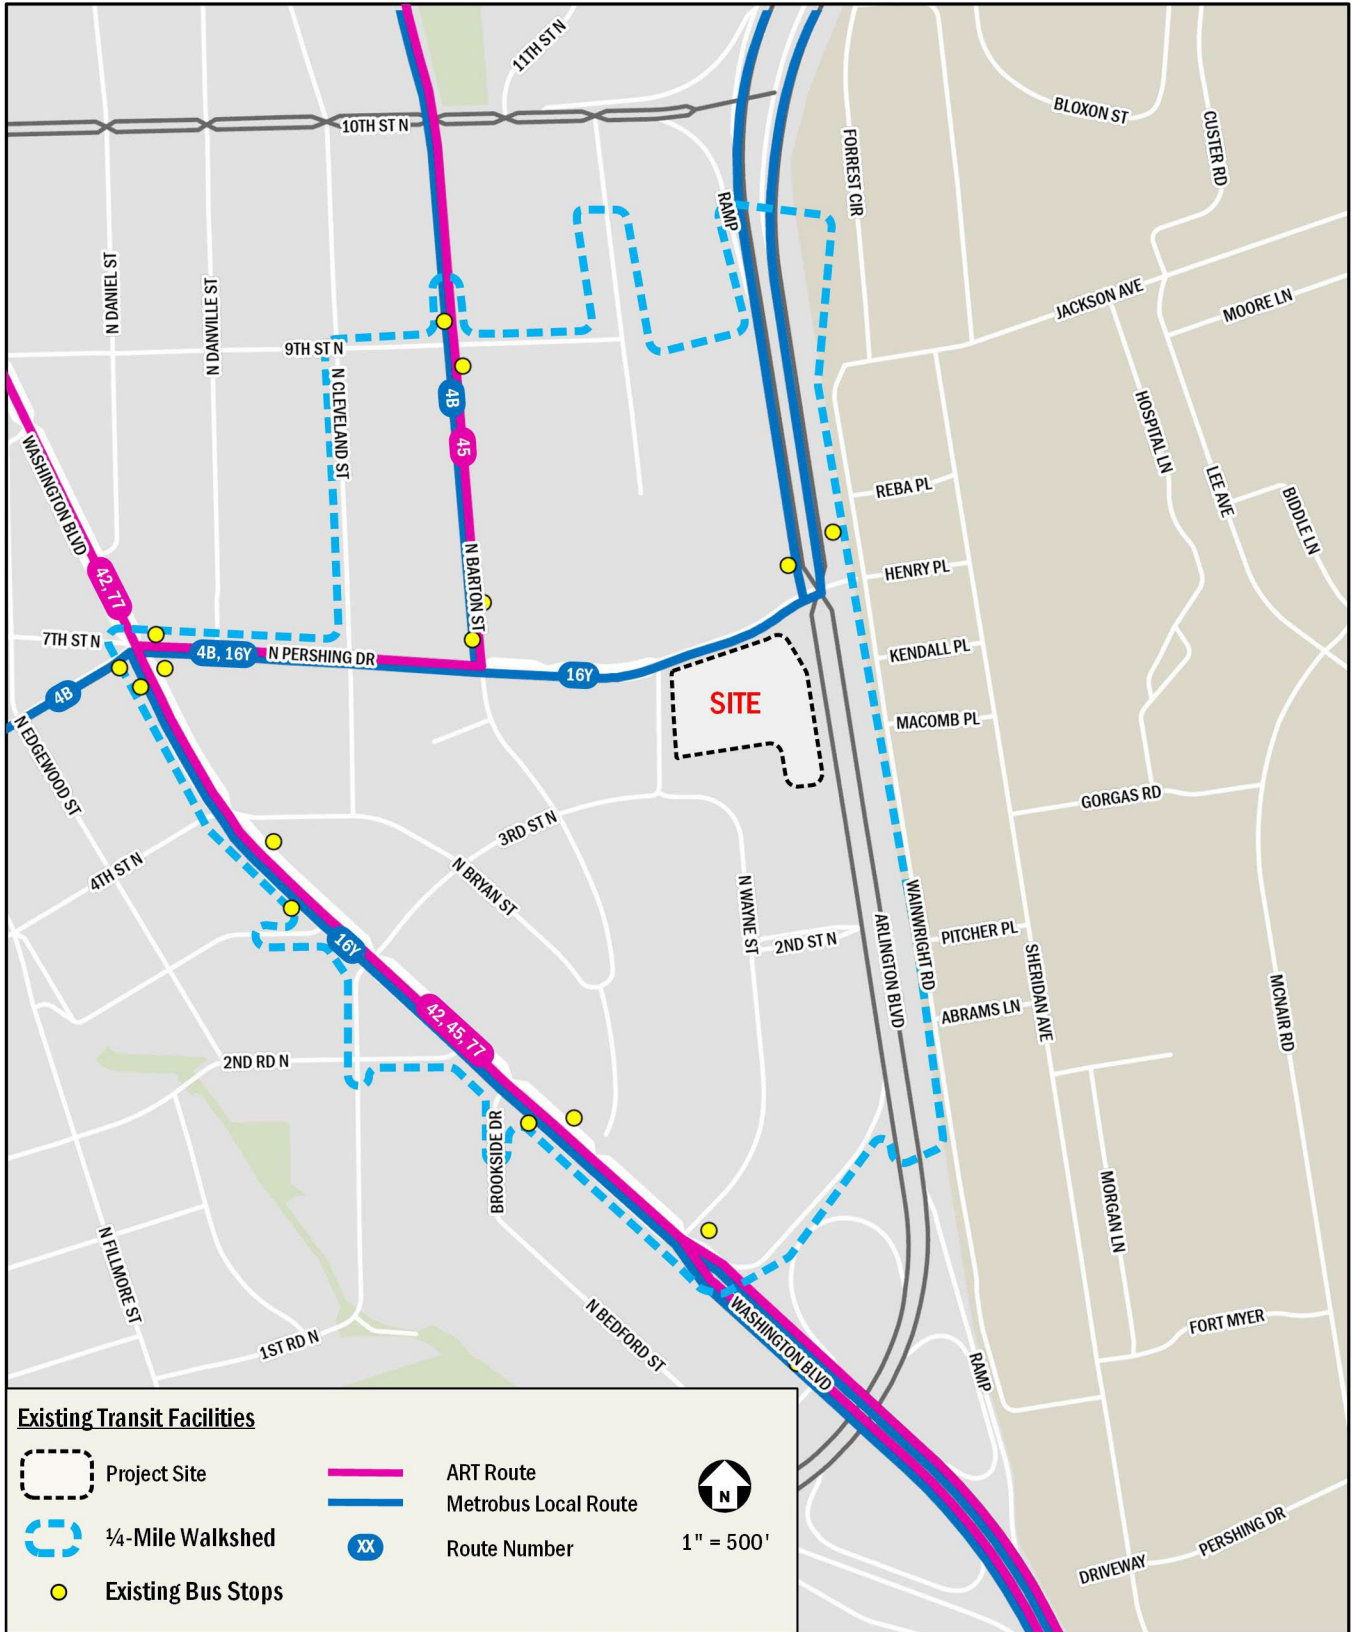 11TH ST N
10TH ST N
BLOXON ST
CUSTER RD
FORREST CIR
RAMP
N DANIEL ST
N DANVILLE ST
JACKSON AVE
MOORE LN
9TH ST N
N CLEVELAND ST
4B
45
HOSPITAL LN
WASHINGTON BLVD
LEE AVE
BIDDLE LN
REBA PL
HENRY PL
42, 77
N BARTON ST
7TH ST N
4B, 16Y
N PERSHING DR
16Y
KENDALL PL
4B
SITE
MACOMB PL
N EDGEWOOD ST
GORGAS RD
3RD ST N
4TH ST N
N BRYAN ST
N WAYNE ST
WAINWRIGHT RD
ARLINGTON BLVD
2ND ST N
PITCHER PL
16Y
SHERIDAN AVE
MCNAIR RD
ABRAMS LN
42, 45, 77
2ND RD N
BROOKSIDE DR
MORGAN LN
N FILLMORE ST
N BEDFORD ST
1ST RD N
WASHINGTON BLVD
FORT MYER
RAMP
PERSHING DR
DRIVEWAY
Existing Transit Facilities
Project Site
¼-Mile Walkshed
Existing Bus Stops
ART Route
Metrobus Local Route
XX
Route Number
N
1" = 500'